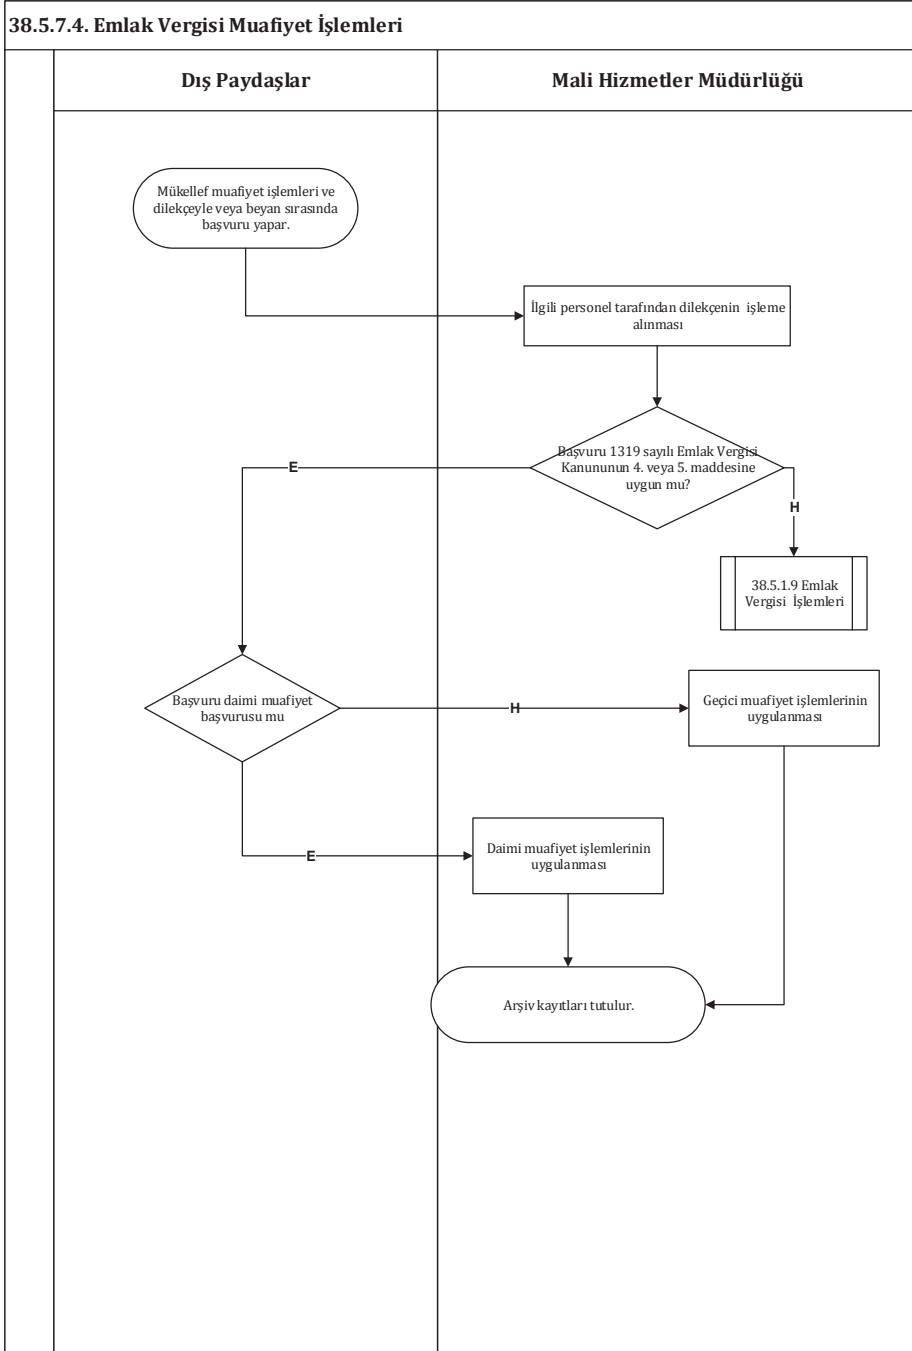 38.5.7.4. Emlak Vergisi Muafiyet İşlemleri
Dış Paydaşlar
Mali Hizmetler Müdürlüğü
Mükellef muafiyet işlemleri ve
dilekçeyle veya beyan sırasında
başvuru yapar.
İlgili personel tarafından dilekçenin işleme
alınması
Başvuru 1319 sayılı Emlak Vergisi
Kanununun 4. veya 5. maddesine
uygun mu?
E
H
38.5.1.9 Emlak
Vergisi İşlemleri
Başvuru daimi muafiyet
başvurusu mu
H
Geçici muafiyet işlemlerinin
uygulanması
E
Daimi muafiyet işlemlerinin
uygulanması
Arşiv kayıtları tutulur.